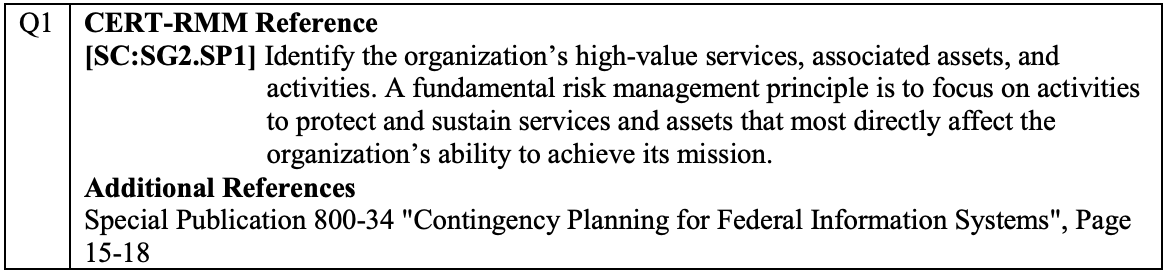 Q1 CERT-RMM Reference
[SC:SG2.SP1] Identify the organization’s high-value services, associated assets, and
activities. A fundamental risk management principle is to focus on activities
to protect and sustain services and assets that most directly affect the
organization’s ability to achieve its mission.
Additional References
Special Publication 800-34 "Contingency Planning for Federal Information Systems", Page
15-18